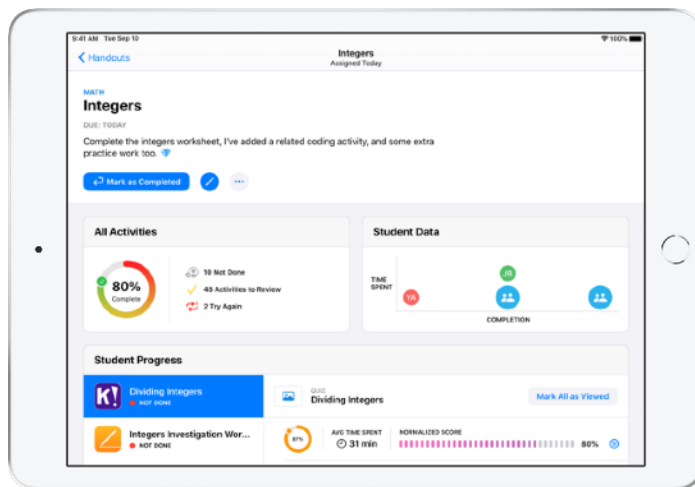 9:41 AM Tue Sep 10
100%
Handouts
Integers
Assigned Today
MATH
Integers
DUE: TODAY
Complete the integers worksheet, I've added a related coding activity, and some extra
practice work too.
Mark as Completed
All Activities
80%
Complete
10 Not Done
45 Activities to Review
2 Try Again
Student Data
TIME
SPENT
YA
JB
COMPLETION
Student Progress
K!
Dividing Integers
NOT DONE
QUIZ
Dividing Integers
Mark All as Viewed
Integers Investigation Wor...
NOT DONE
87%
AVG TIME SPENT
31 min
NORMALIZED SCORE
80%